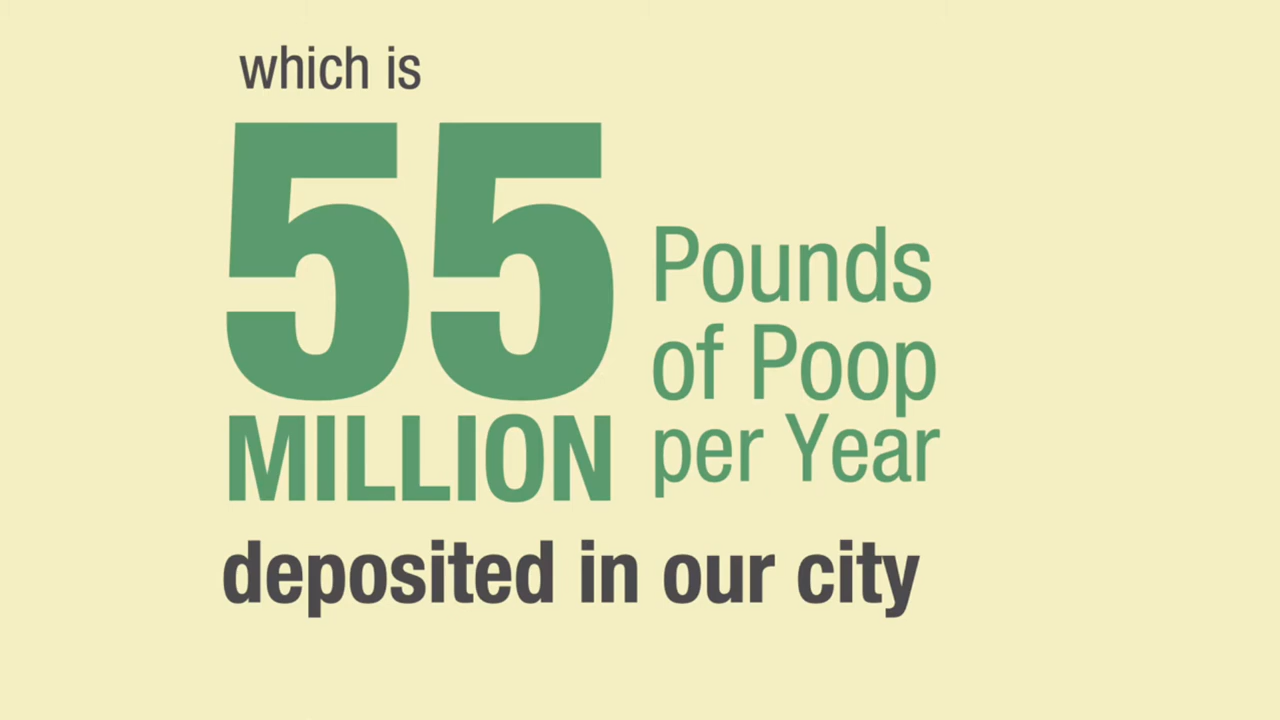 which is
55
MILLION
Pounds
of Poop
per Year
deposited in our city